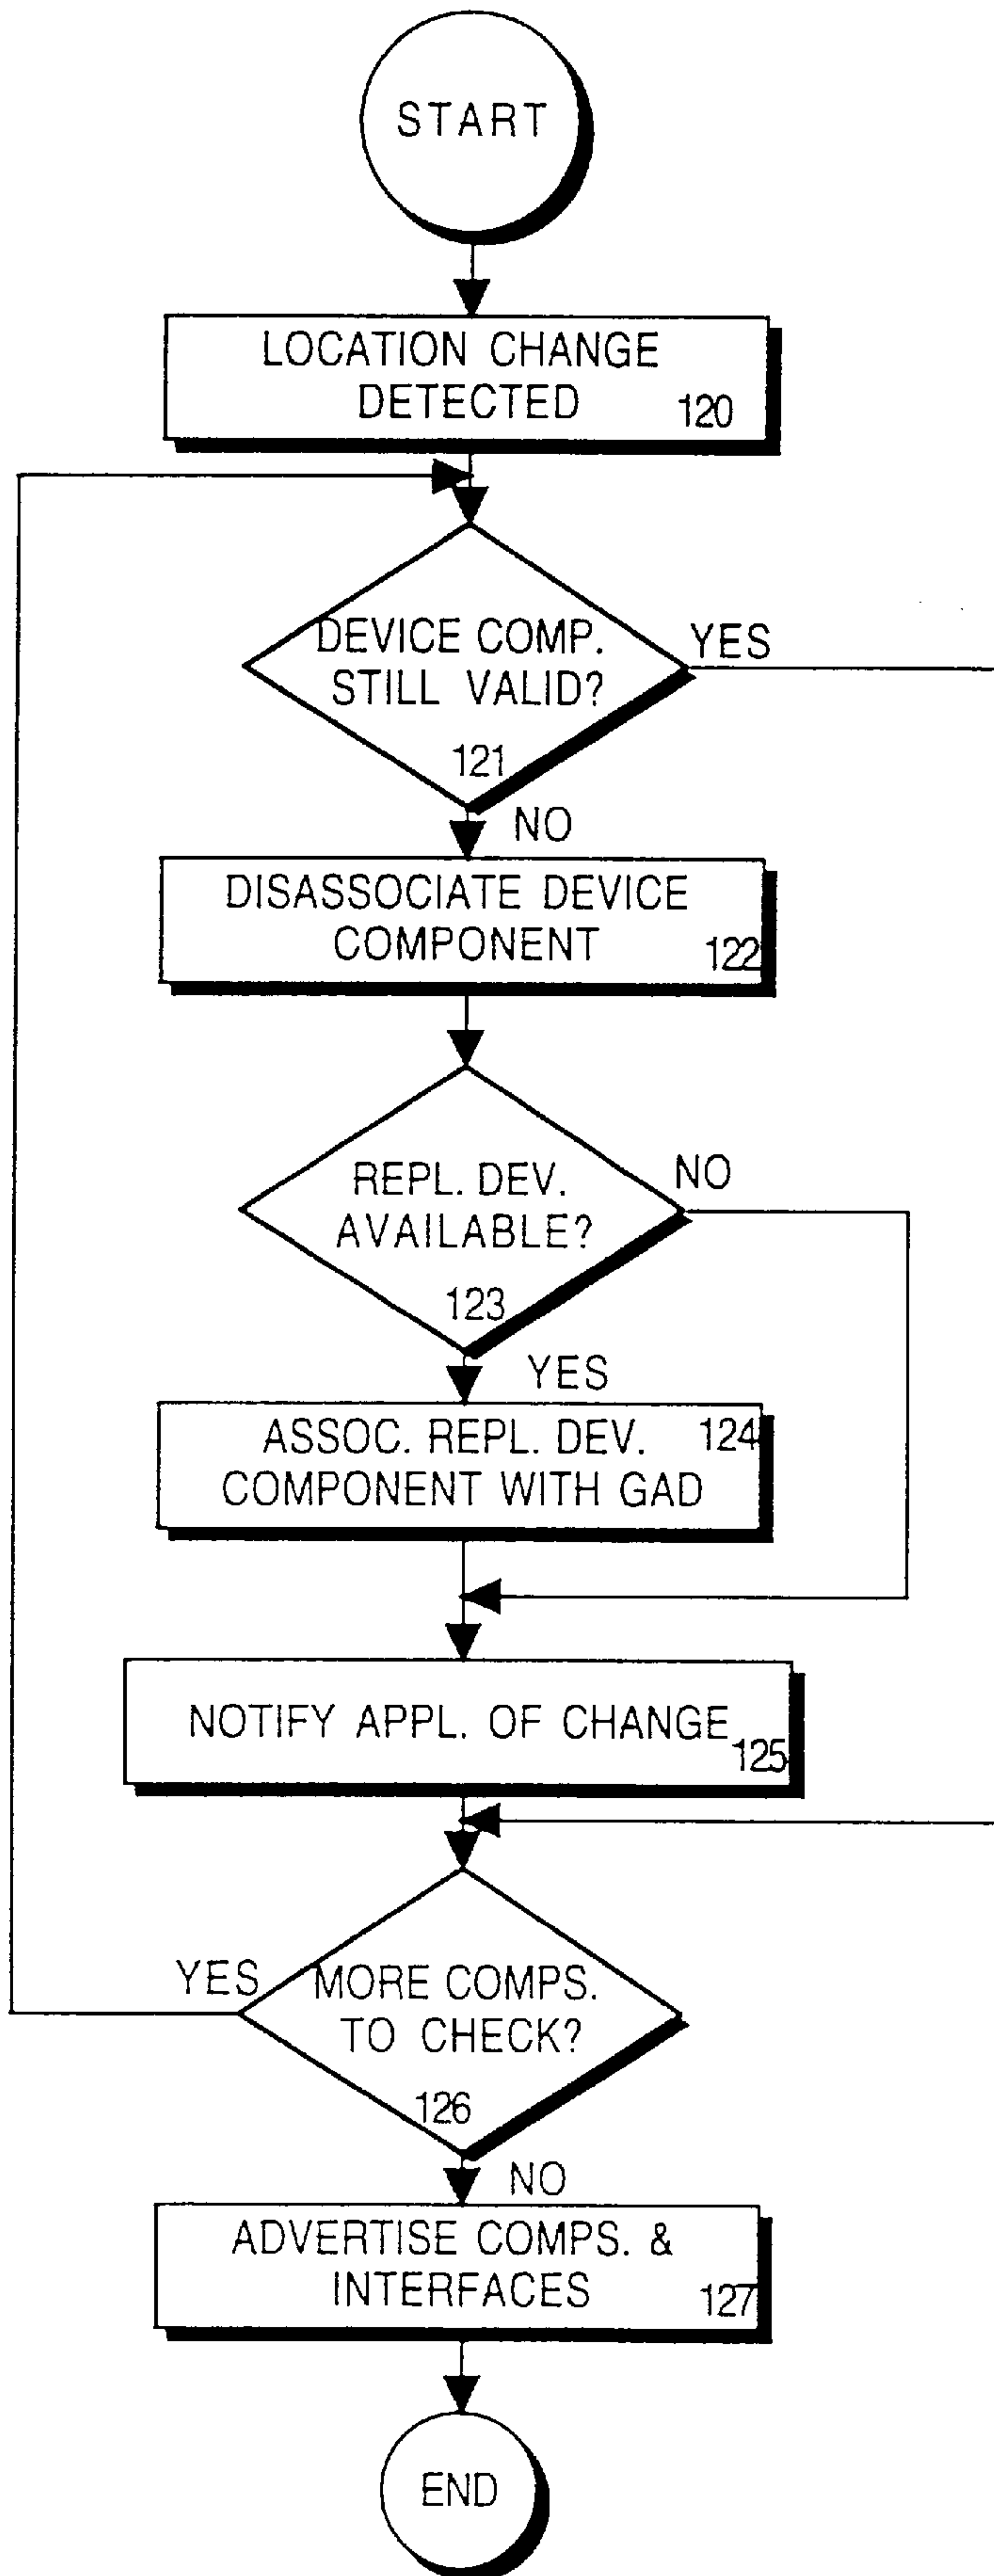 START
LOCATION CHANGE
DETECTED 120
DEVICE COMP.
STILL VALID?
121
YES
NO
DISASSOCIATE DEVICE
COMPONENT 122
REPL. DEV.
AVAILABLE?
123
NO
YES
ASSOC. REPL. DEV. 124
COMPONENT WITH GAD
NOTIFY APPL. OF CHANGE
125
MORE COMPS.
TO CHECK?
126
YES
NO
ADVERTISE COMPS. &
INTERFACES 127
END